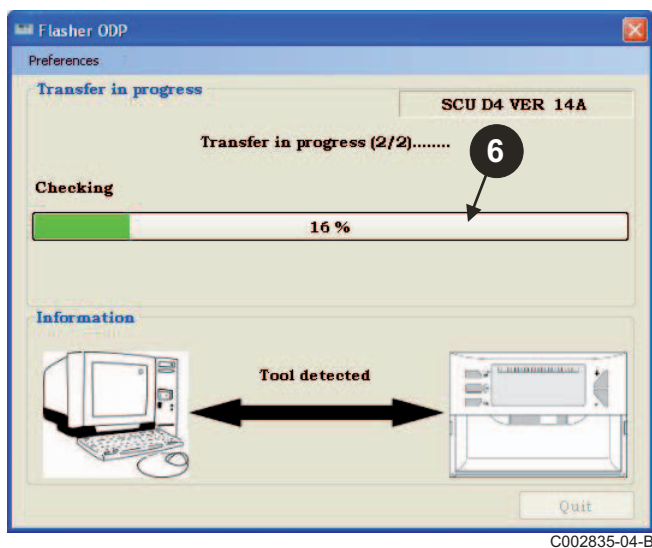 Flasher ODP
Preferences
Transfer in progress
SCU D4 VER 14A
Transfer in progress (2/2)........
6
Checking
16 %
Information
Tool detected
Quit
C002835-04-B